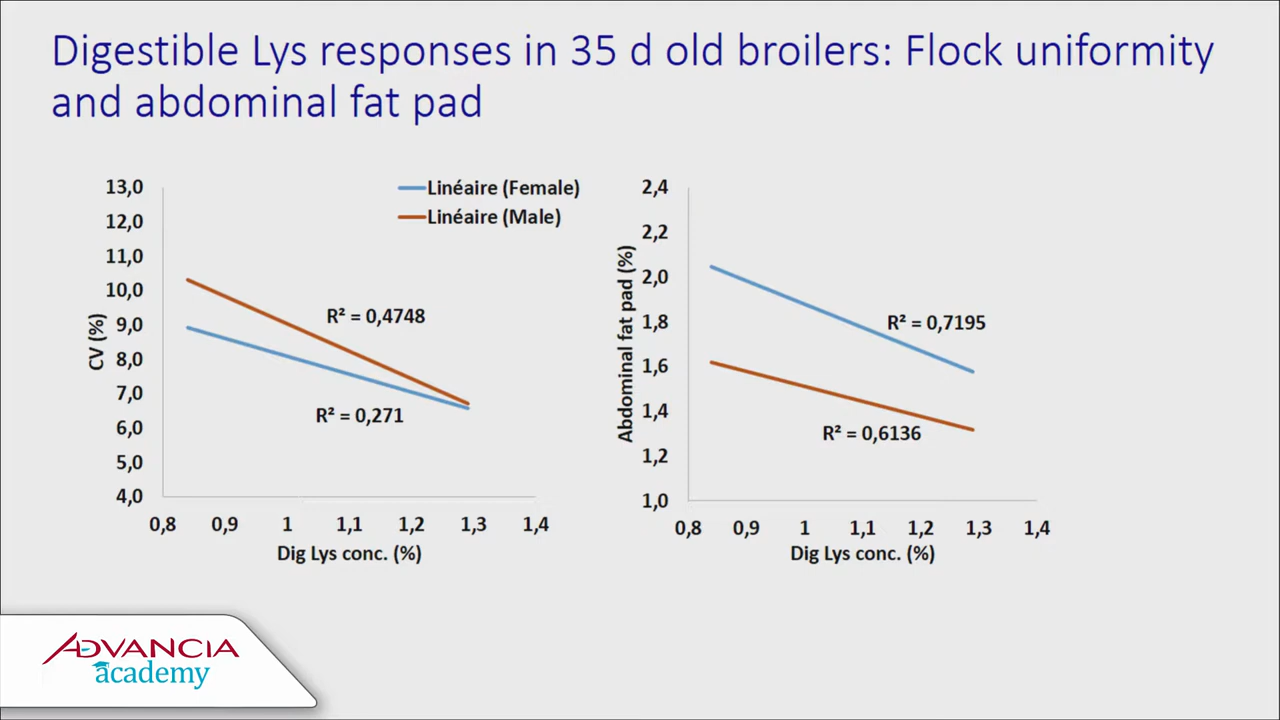 Digestible Lys responses in 35 d old broilers: Flock uniformity
and abdominal fat pad
13,0
12,0
11,0
10,0
9,0
8,0
7,0
6,0
5,0
4,0
CV (%)
Linéaire (Female)
Linéaire (Male)
R² = 0,4748
R² = 0,271
0,8 0,9 1 1,1 1,2 1,3 1,4
Dig Lys conc. (%)
2,4
2,2
2,0
1,8
1,6
1,4
1,2
1,0
Abdominal fat pad (%)
R² = 0,7195
R² = 0,6136
0,8 0,9 1 1,1 1,2 1,3 1,4
Dig Lys conc. (%)
ADVANCIA
academy